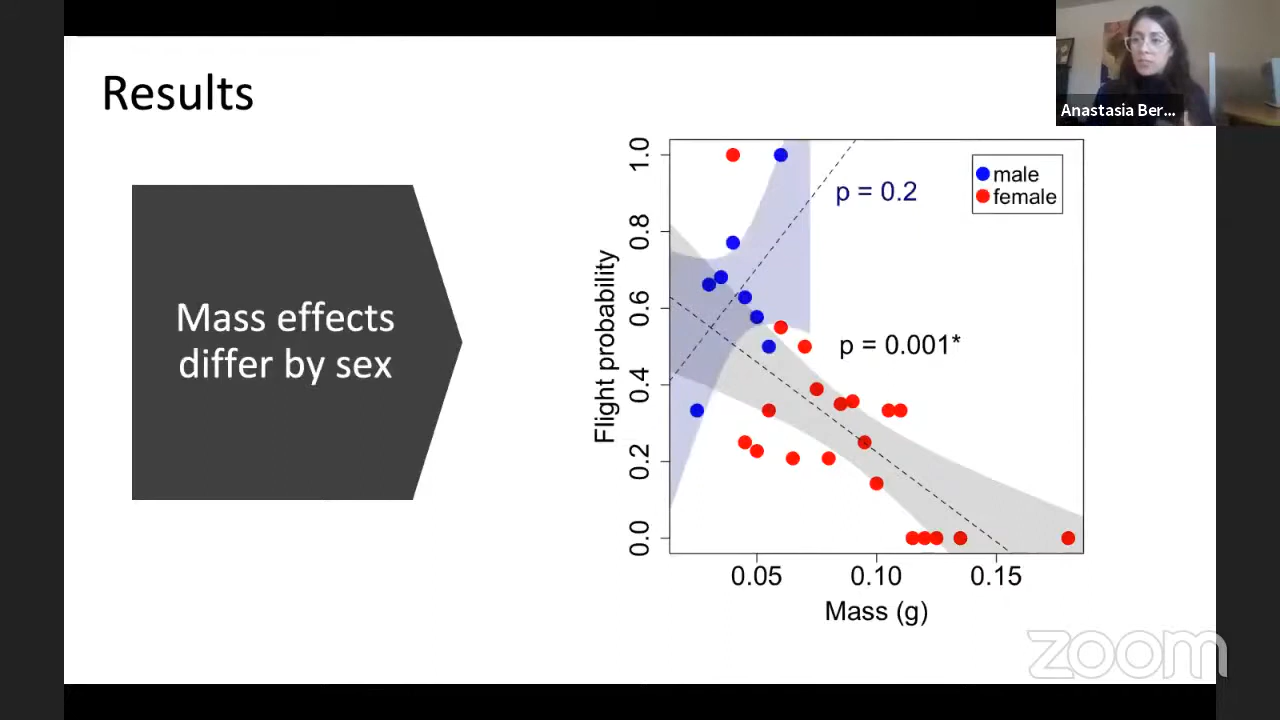 Results
Anastasia Ber...
Mass effects
differ by sex
male
female
p = 0.2
p = 0.001*
Flight probability
1.0
0.8
0.6
0.4
0.2
0.0
0.05
0.10
0.15
Mass (g)
zoom